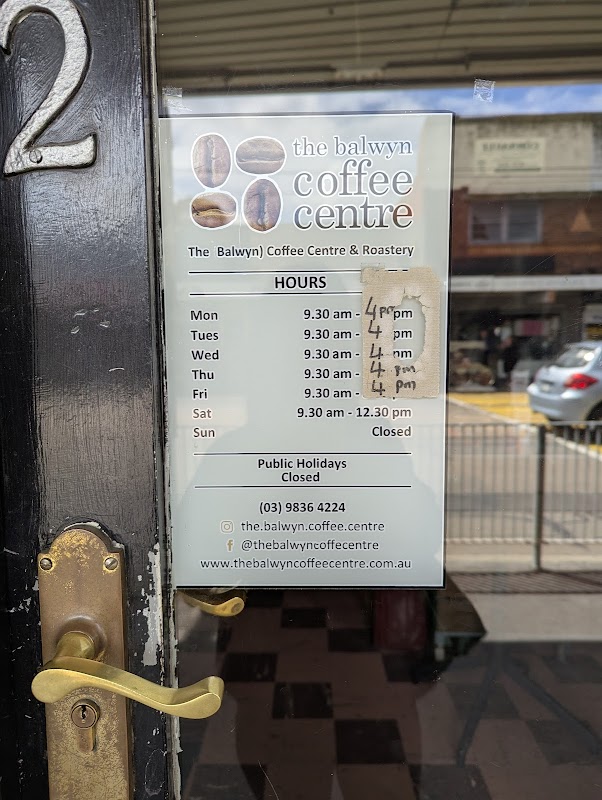 2
the balwyn
coffee
centre
The Balwyn) Coffee Centre & Roastery
HOURS
Mon 9.30 am - 4pm pm
Tues 9.30 am - 4 pm
Wed 9.30 am - 4 pm
Thu 9.30 am - 4 pm
Fri 9.30 am - 4 pm
Sat 9.30 am - 12.30 pm
Sun Closed
Public Holidays
Closed
(03) 9836 4224
the.balwyn.coffee.centre
f @thebalwyncoffecentre
www.thebalwyncoffeecentre.com.au